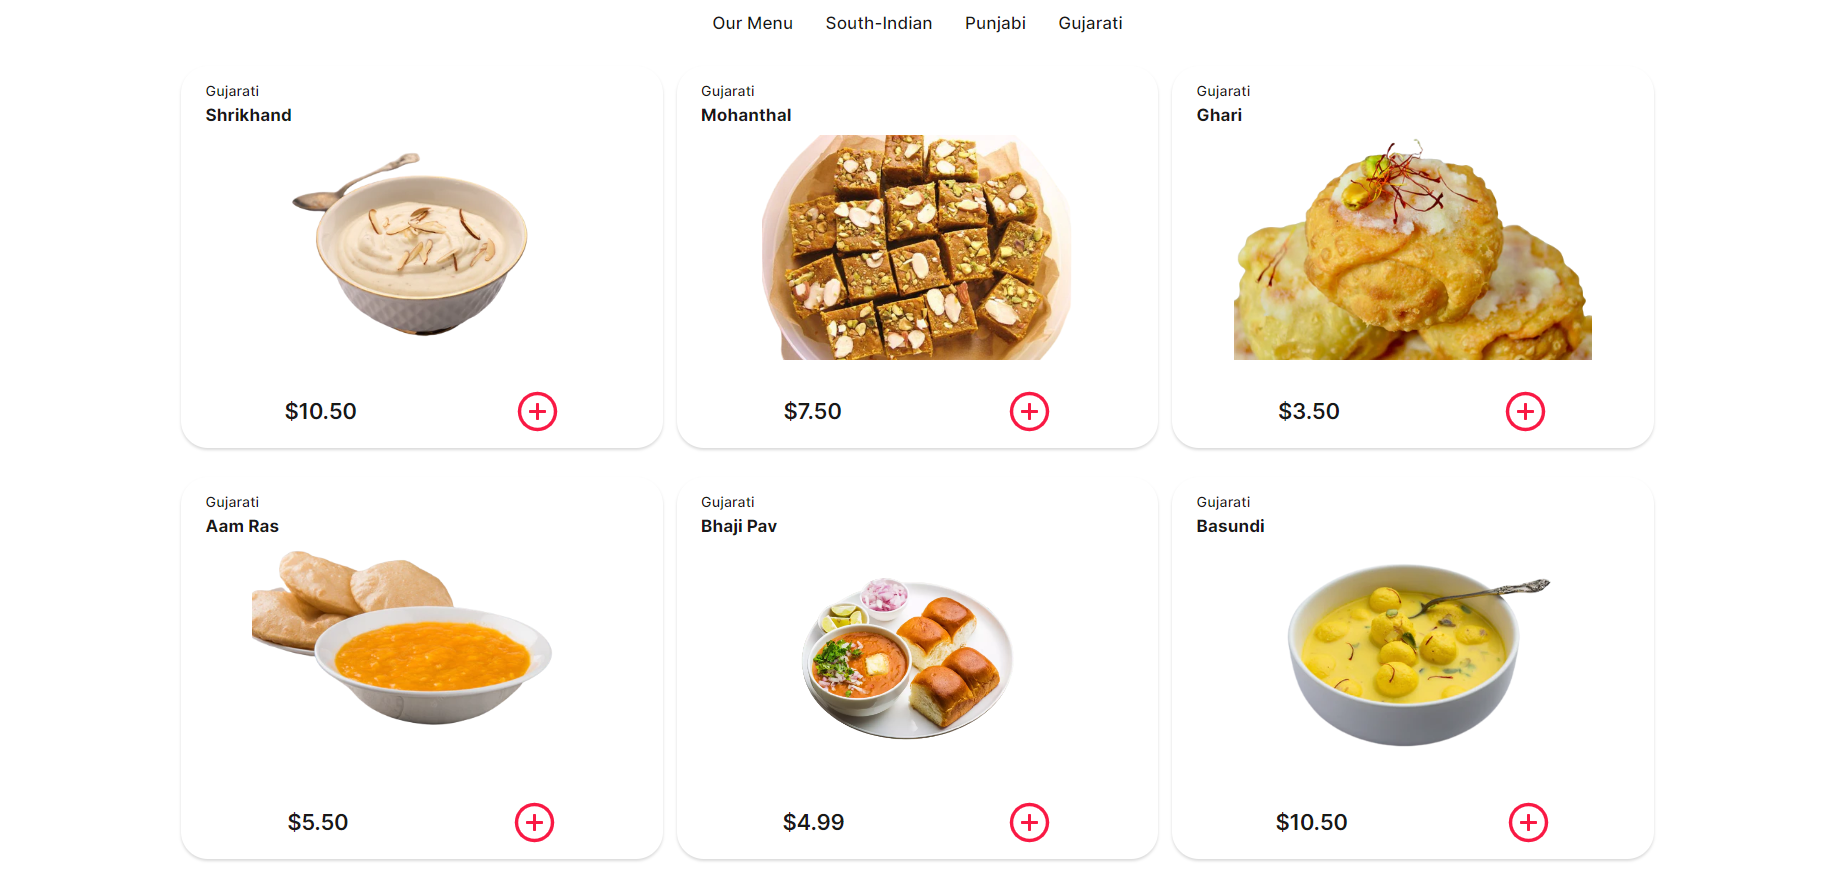 Our Menu South-Indian Punjabi Gujarati
Gujarati
Shrikhand
$10.50
Gujarati
Mohanthal
$7.50
Gujarati
Ghari
$3.50
Gujarati
Aam Ras
$5.50
Gujarati
Bhaji Pav
$4.99
Gujarati
Basundi
$10.50